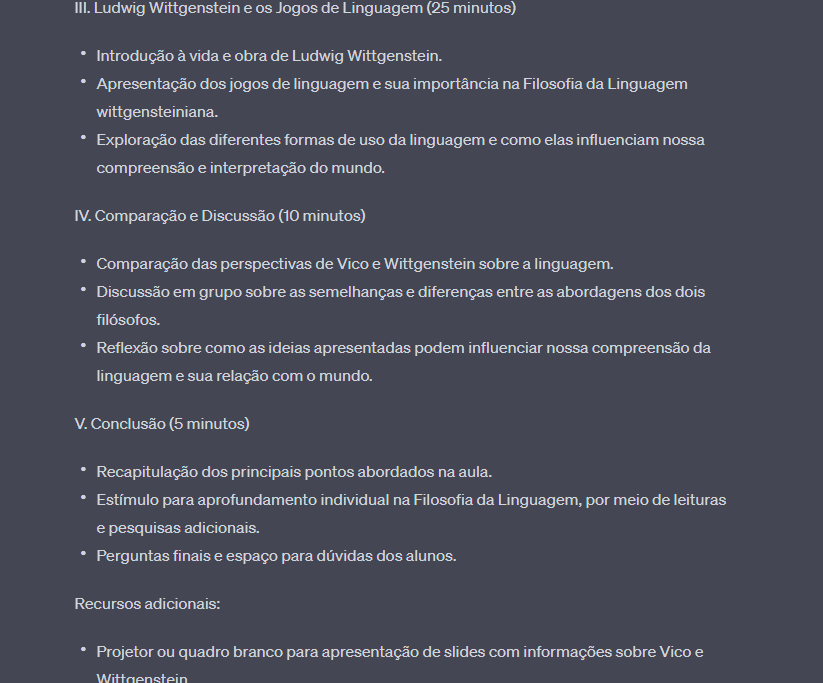 III. Ludwig Wittgenstein e os Jogos de Linguagem (25 minutos)
• Introdução à vida e obra de Ludwig Wittgenstein.
• Apresentação dos jogos de linguagem e sua importância na Filosofia da Linguagem
wittgensteiniana.
• Exploração das diferentes formas de uso da linguagem e como elas influenciam nossa
compreensão e interpretação do mundo.
IV. Comparação e Discussão (10 minutos)
• Comparação das perspectivas de Vico e Wittgenstein sobre a linguagem.
• Discussão em grupo sobre as semelhanças e diferenças entre as abordagens dos dois
filósofos.
• Reflexão sobre como as ideias apresentadas podem influenciar nossa compreensão da
linguagem e sua relação com o mundo.
V. Conclusão (5 minutos)
• Recapitulação dos principais pontos abordados na aula.
• Estímulo para aprofundamento individual na Filosofia da Linguagem, por meio de leituras
e pesquisas adicionais.
• Perguntas finais e espaço para dúvidas dos alunos.
Recursos adicionais:
• Projetor ou quadro branco para apresentação de slides com informações sobre Vico e
Wittgenstein